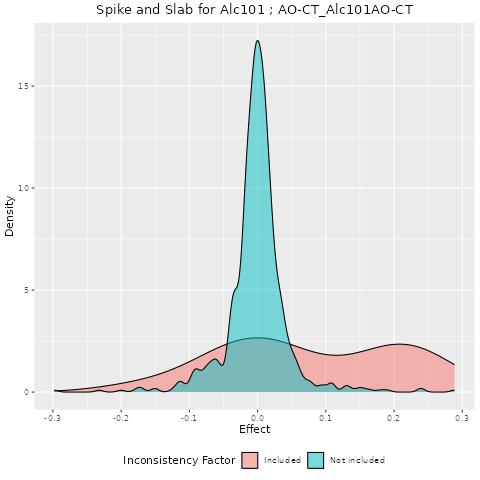 Spike and Slab for Alc101 ; AO-CT_Alc101AO-CT
Density
15
10
5
0
-0.3 -0.2 -0.1 0.0 0.1 0.2 0.3
Effect
Inconsistency Factor Included Not included